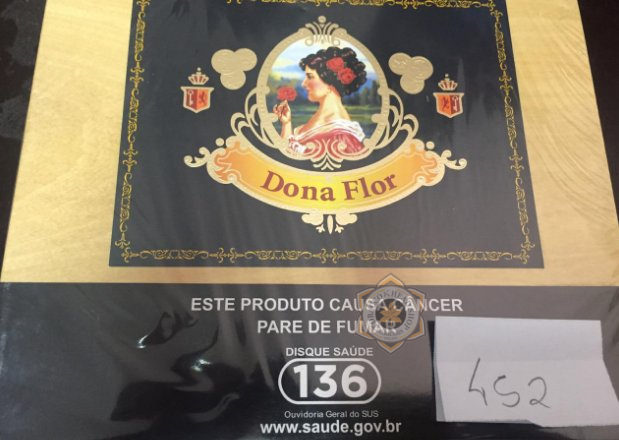 Dona Flor
ESTE PRODUTO CAUSA CÂNCER
PARE DE FUMAR
DISQUE SAÚDE
136
Ouvidoria Geral do SUS
www.saude.gov.br
452